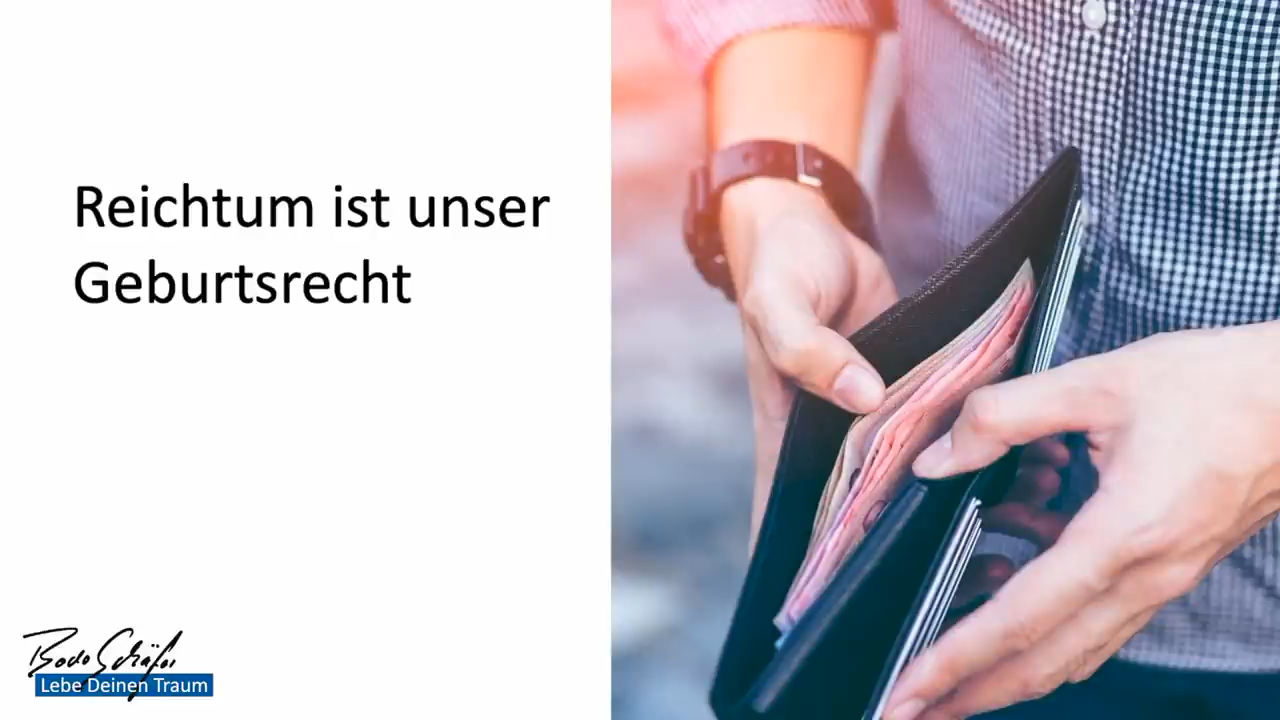 Reichtum ist unser
Geburtsrecht
Bodo Schäfer
Lebe Deinen Traum